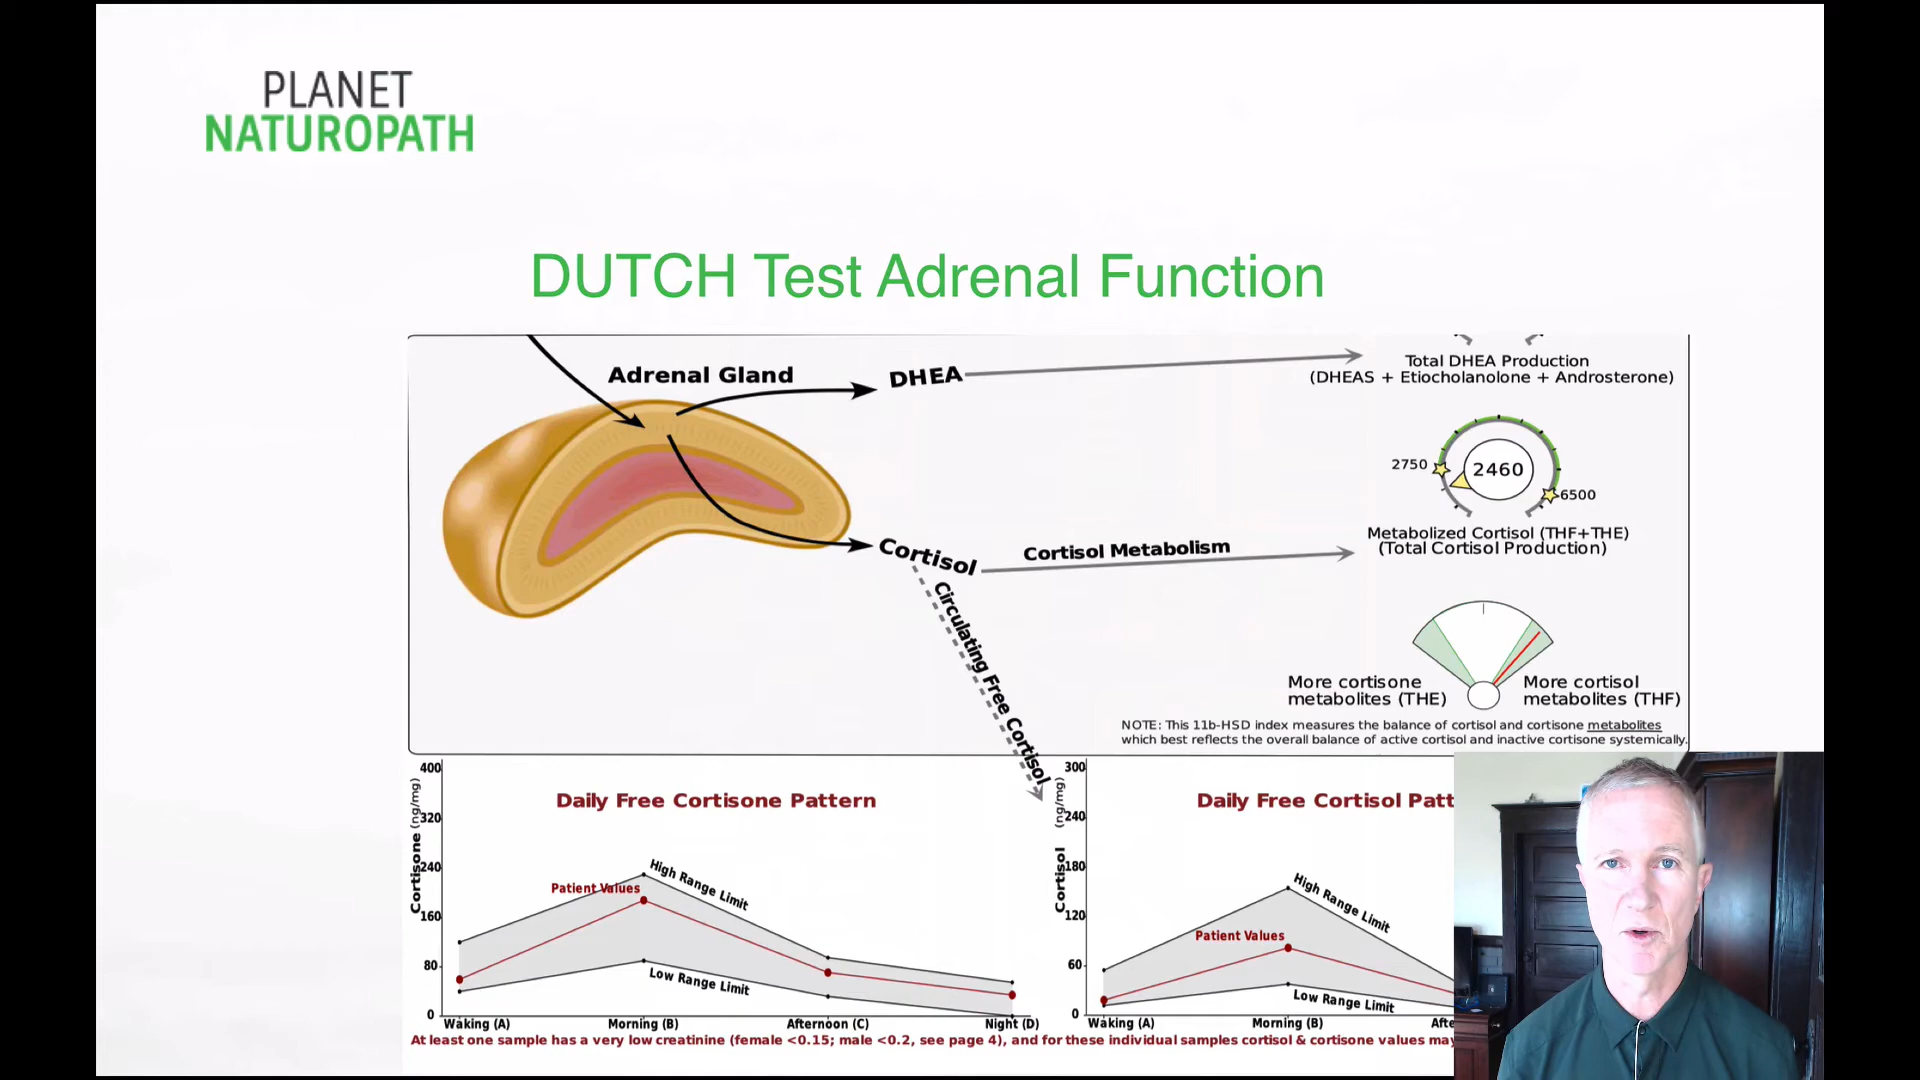 PLANET
NATUROPATH
DUTCH Test Adrenal Function
Adrenal Gland
DHEA
Total DHEA Production
(DHEAS + Etiocholanolone + Androsterone)
2750
2460
6500
Metabolized Cortisol (THF+THE)
(Total Cortisol Production)
Cortisol
Cortisol Metabolism
Circulating Free Cortisol
More cortisone
metabolites (THE)
More cortisol
metabolites (THF)
NOTE: This 11b-HSD index measures the balance of cortisol and cortisone metabolites
which best reflects the overall balance of active cortisol and inactive cortisone systemically.
Daily Free Cortisone Pattern
Cortisone (ng/mg)
400
320
240
160
80
0
High Range Limit
Patient Values
Low Range Limit
Waking (A)
Morning (B)
Afternoon (C)
Night (D)
Daily Free Cortisol Patt
Cortisol (ng/mg)
300
240
180
120
60
0
High Range Limit
Patient Values
Low Range Limit
Waking (A)
Morning (B)
Afte
At least one sample has a very low creatinine (female <0.15; male <0.2, see page 4), and for these individual samples cortisol & cortisone values may